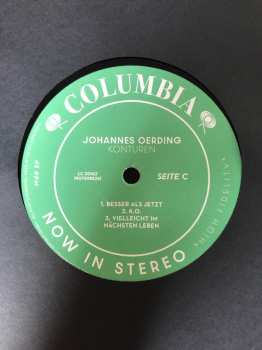 COLUMBIA
JOHANNES OERDING
KONTUREN
SEITE C
1. BESSER ALS JETZT
2. K.O.
3. VIELLEICHT IM
NÄCHSTEN LEBEN
NOW IN STEREO
HIGH FIDELITY